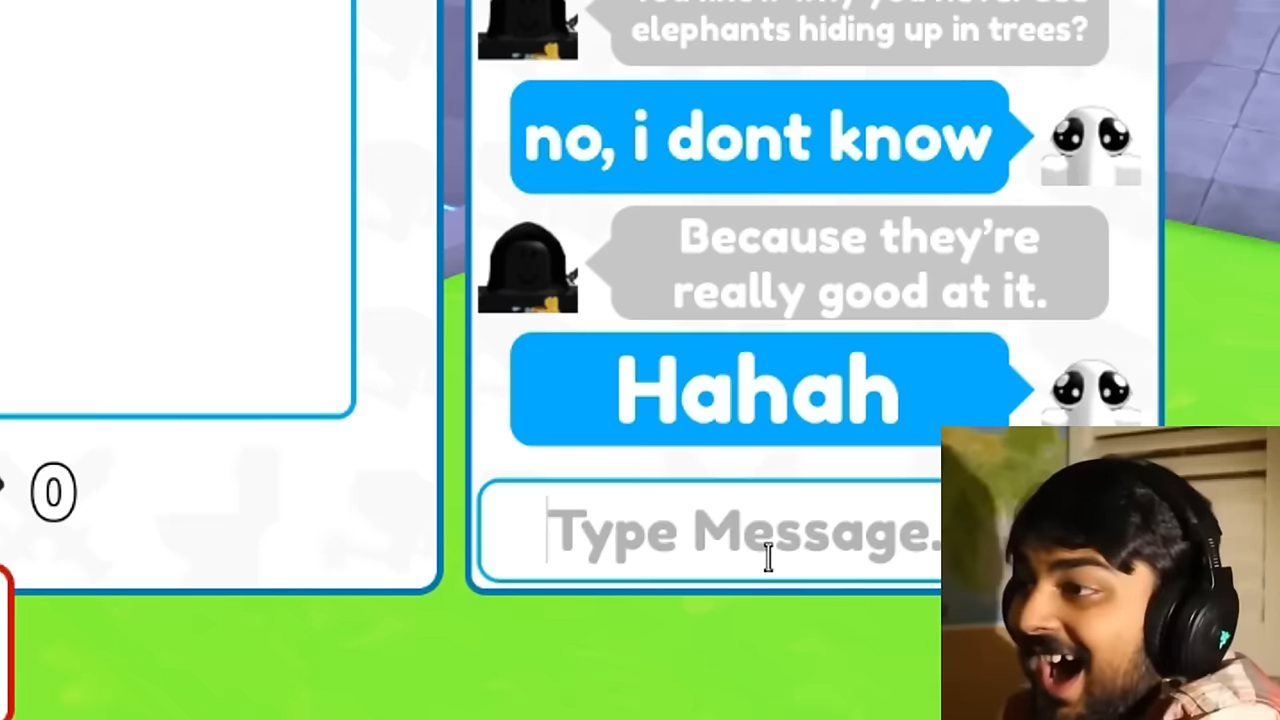 elephants hiding up in trees?
no, i dont know
Because they're
really good at it.
Hahah
0
Type Message.